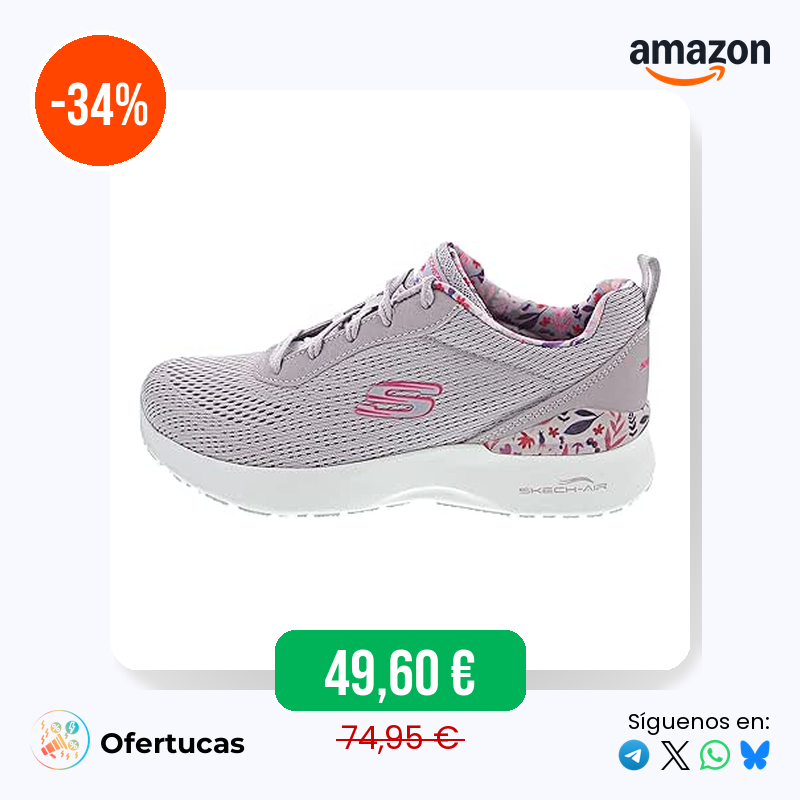 -34%
amazon
SKECH-AIR
49,60 €
74,95 €
Ofertucas
Síguenos en: